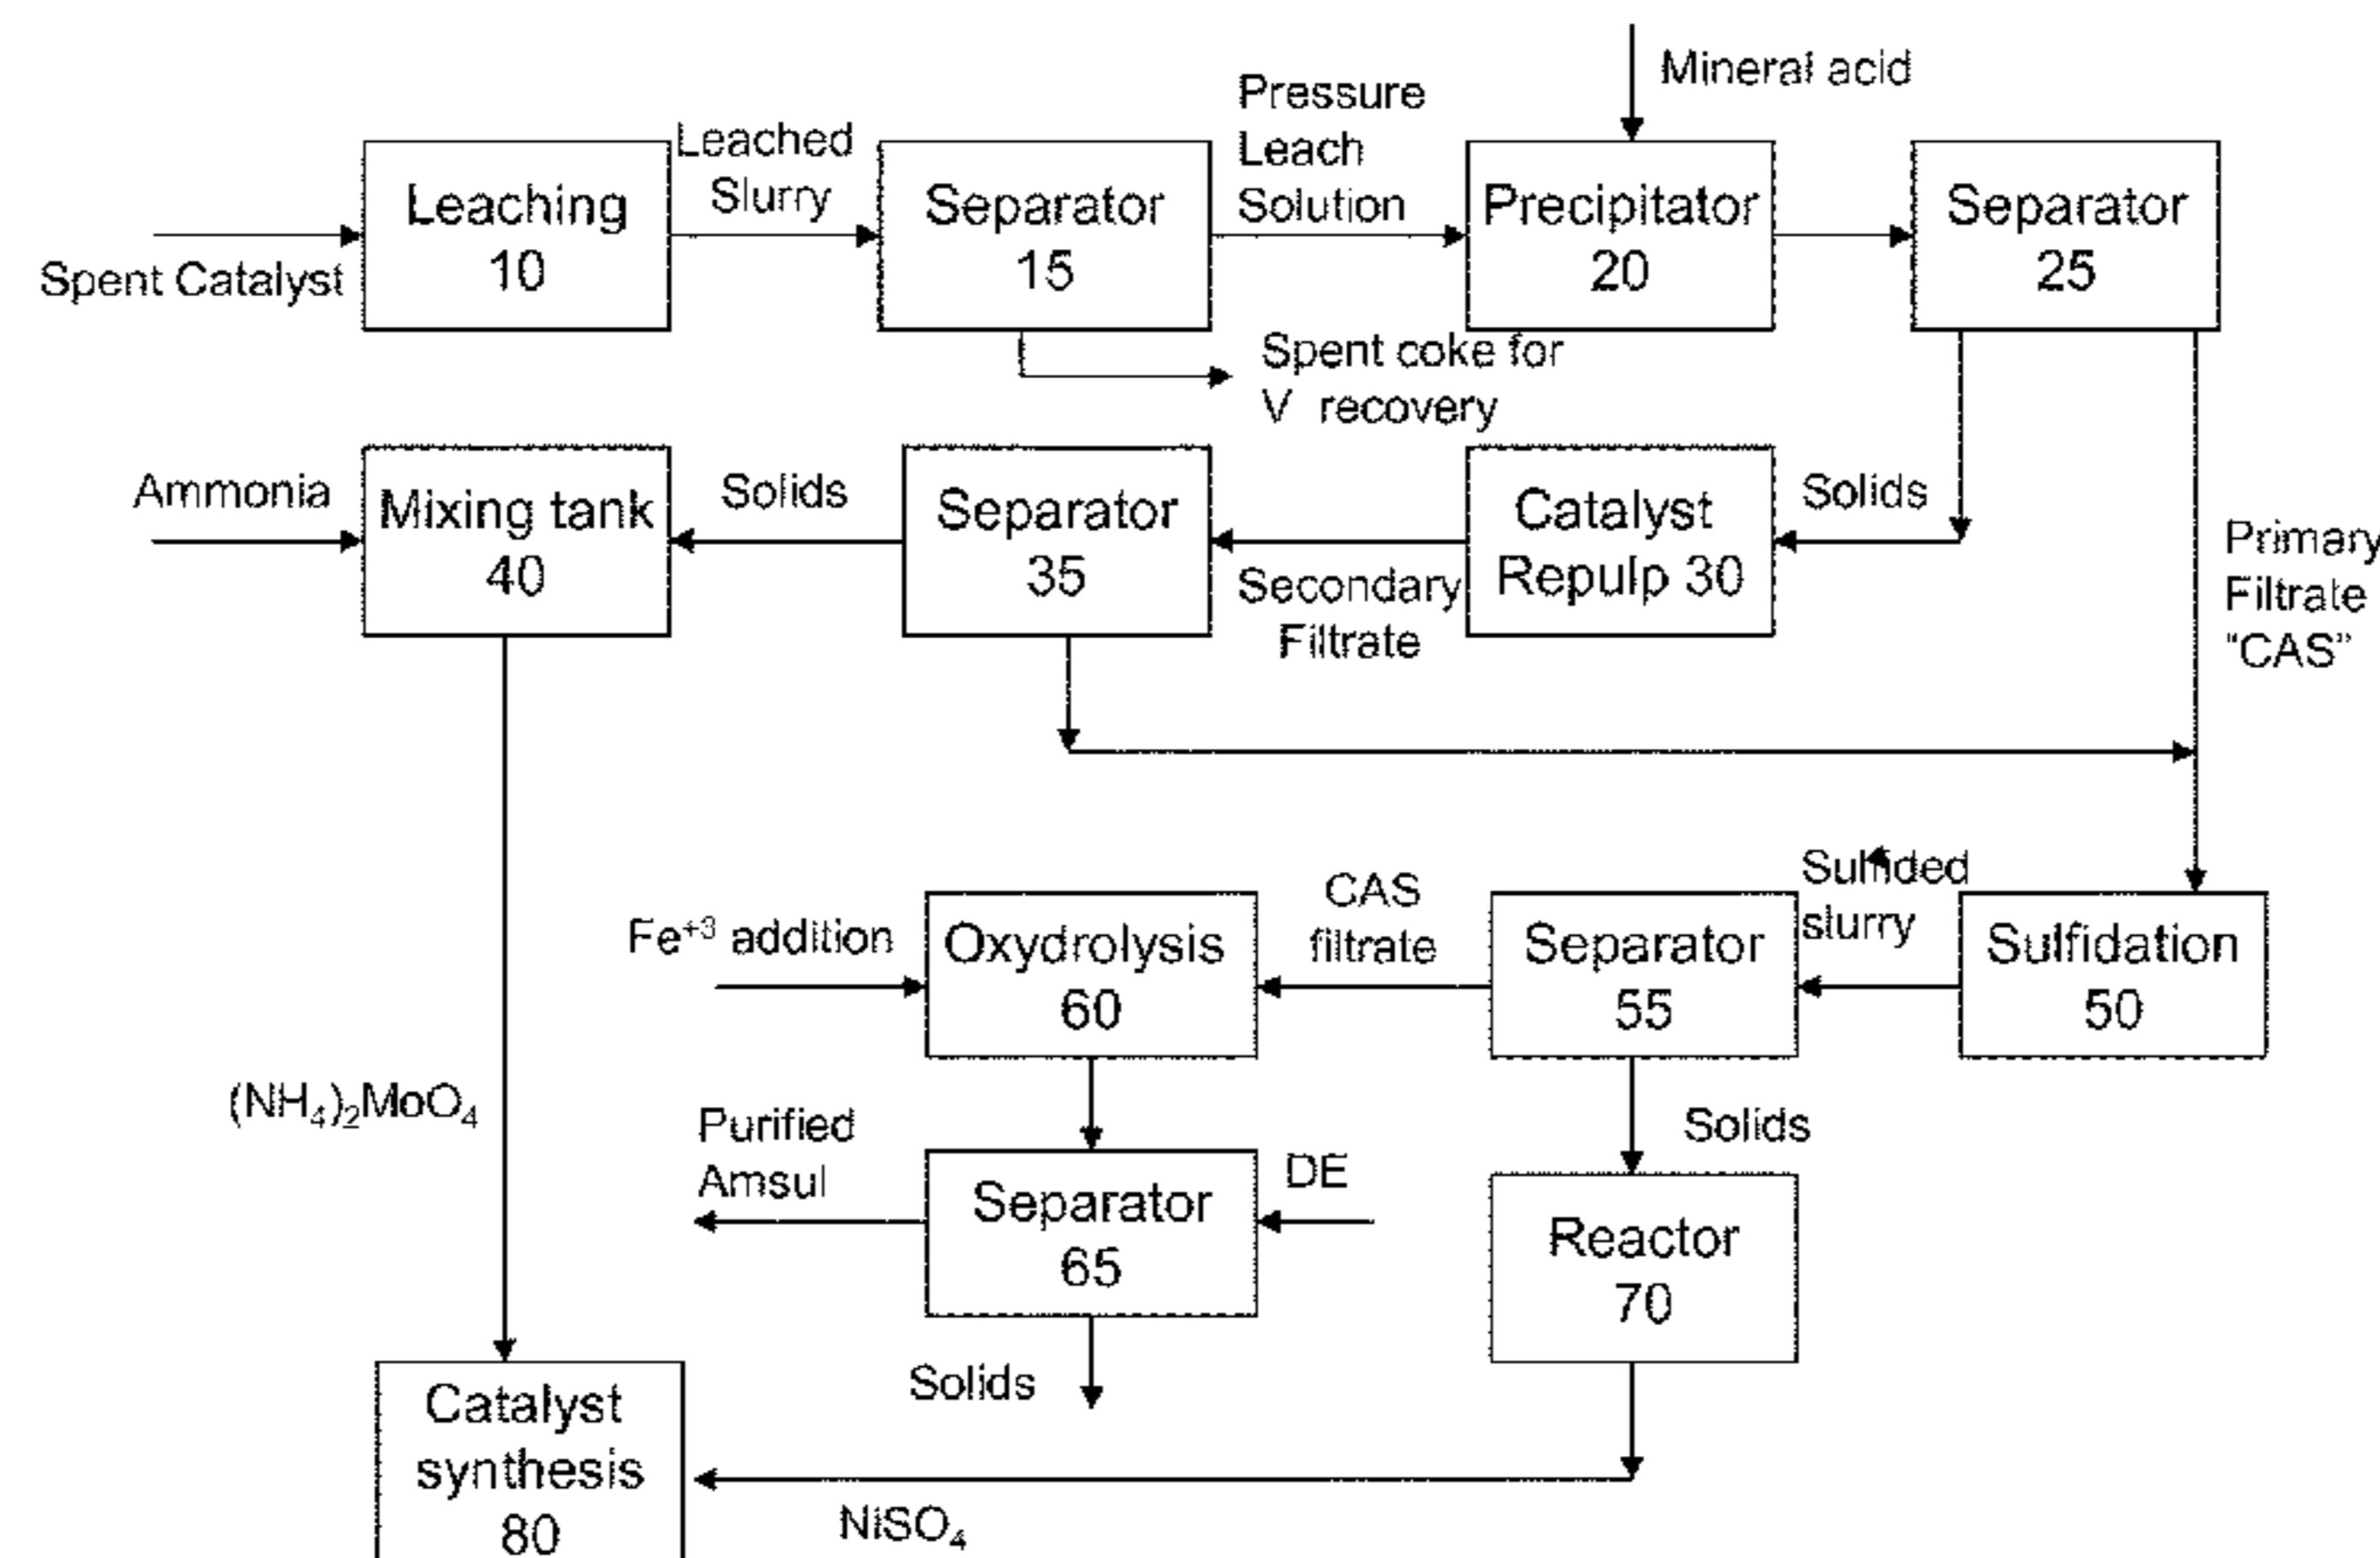 Mineral acid
Pressure
Leach
Solution
Leached
Slurry
Spent Catalyst
Leaching
10
Separator
15
Precipitator
20
Separator
25
Spent coke for
V recovery
Ammonia
Mixing tank
40
Solids
Separator
35
Secondary
Filtrate
Catalyst
Repulp 30
Solids
Primary
Filtrate
“CAS”
Fe+3 addition
Oxydrolysis
60
CAS
filtrate
Separator
55
Sulfided
slurry
Sulfidation
50
(NH4)2MoO4
Purified
Amsul
Separator
65
DE
Solids
Reactor
70
Solids
Catalyst
synthesis
80
NiSO4